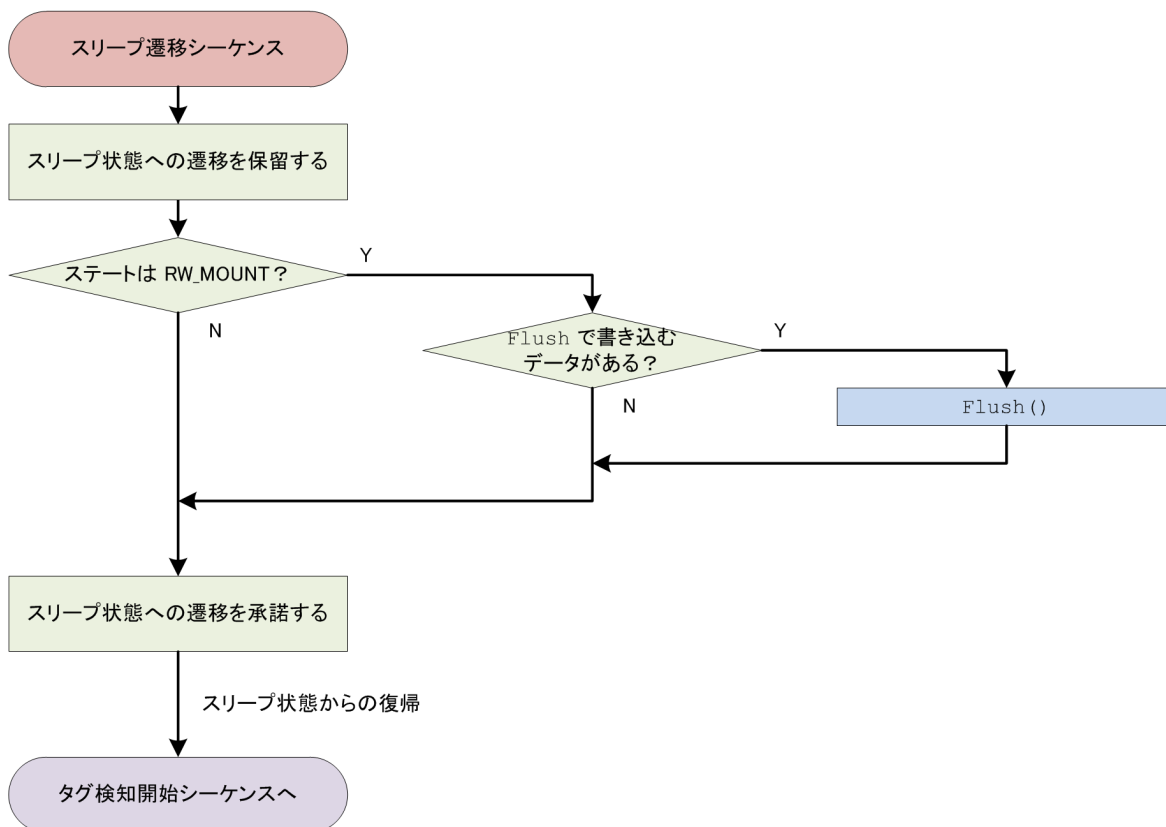 スリープ遷移シーケンス
スリープ状態への遷移を保留する
ステートは RW_MOUNT？
Y
N
Flush で書き込む
データがある？
Y
N
Flush()
スリープ状態への遷移を承諾する
スリープ状態からの復帰
タグ検知開始シーケンスへ